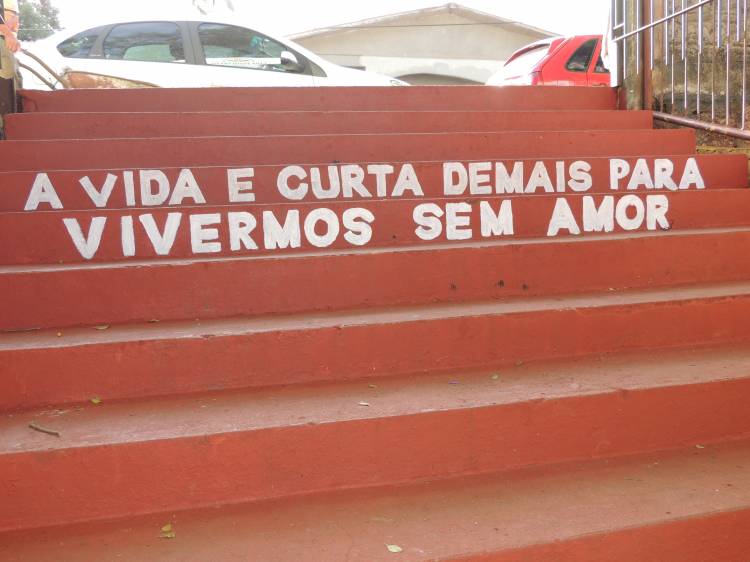 A VIDA E CURTA DEMAIS PARA
VIVERMOS SEM AMOR